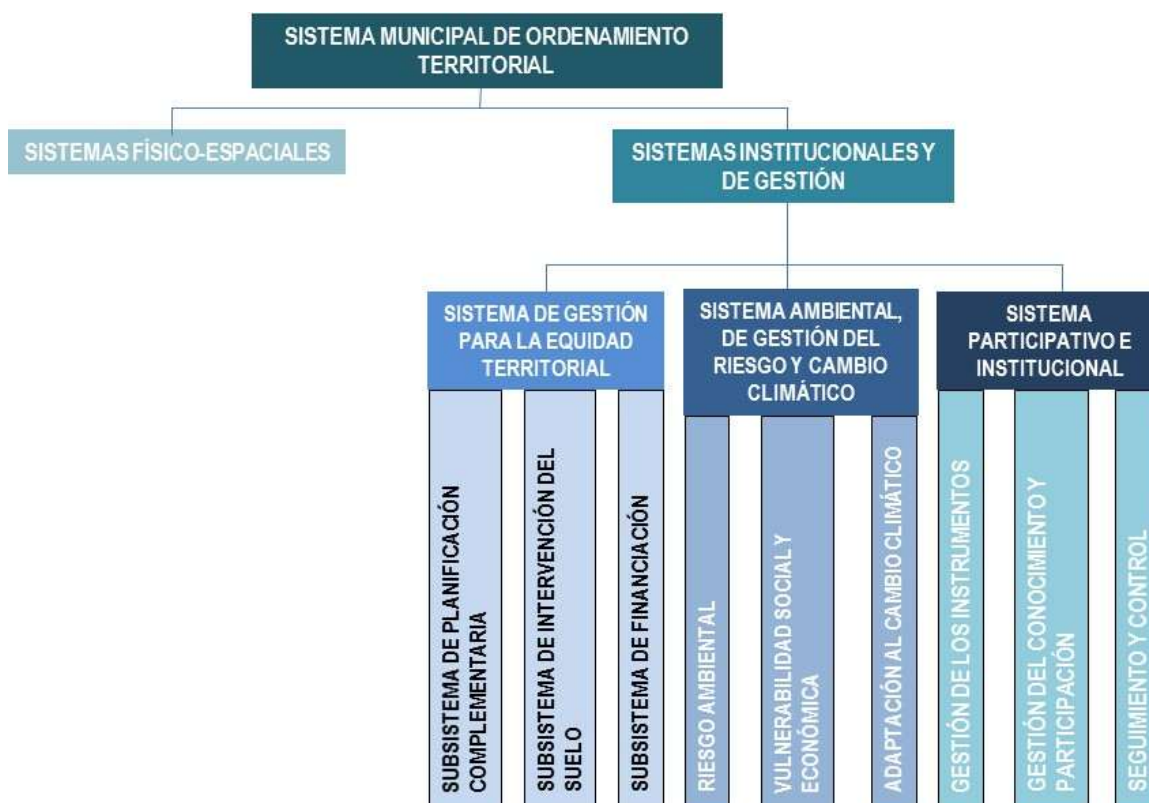 SISTEMA MUNICIPAL DE ORDENAMIENTO
TERRITORIAL
SISTEMAS FÍSICO-ESPACIALES
SISTEMAS INSTITUCIONALES Y
DE GESTIÓN
SISTEMA DE GESTIÓN
PARA LA EQUIDAD
TERRITORIAL
SISTEMA AMBIENTAL,
DE GESTIÓN DEL
RIESGO Y CAMBIO
CLIMÁTICO
SISTEMA
PARTICIPATIVO E
INSTITUCIONAL
SUBSISTEMA DE PLANIFICACIÓN
COMPLEMENTARIA
SUBSISTEMA DE INTERVENCIÓN DEL
SUELO
SUBSISTEMA DE FINANCIACIÓN
RIESGO AMBIENTAL
VULNERABILIDAD SOCIAL Y
ECONÓMICA
ADAPTACIÓN AL CAMBIO CLIMÁTICO
GESTIÓN DE LOS INSTRUMENTOS
GESTIÓN DEL CONOCIMIENTO Y
PARTICIPACIÓN
SEGUIMIENTO Y CONTROL